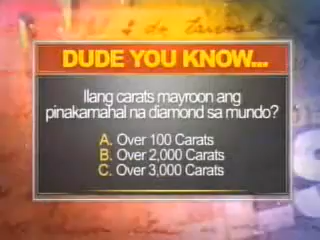 DUDE YOU KNOW...
Ilang carats mayroon ang
pinakamahal na diamond sa mundo?
A. Over 100 Carats
B. Over 2,000 Carats
C. Over 3,000 Carats